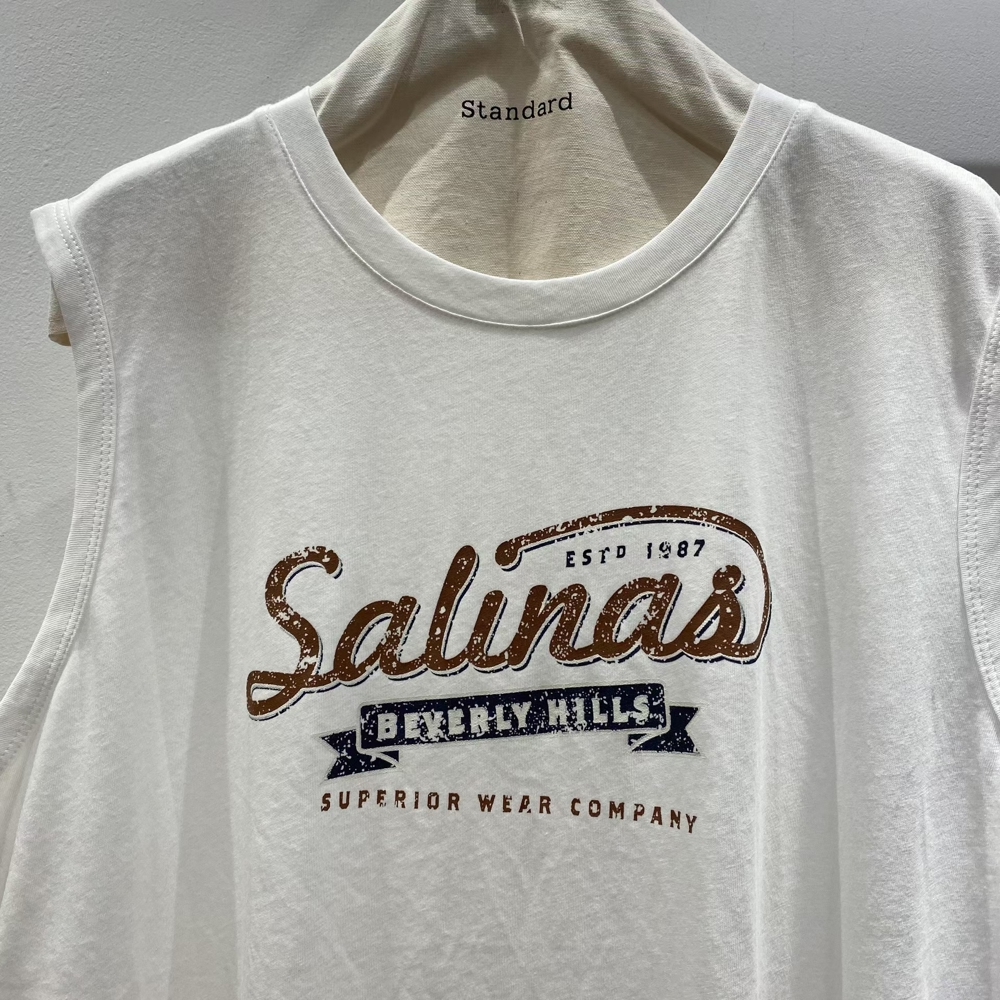 Standard
ESTD 1987
Salinas
BEVERLY HILLS
SUPERIOR WEAR COMPANY